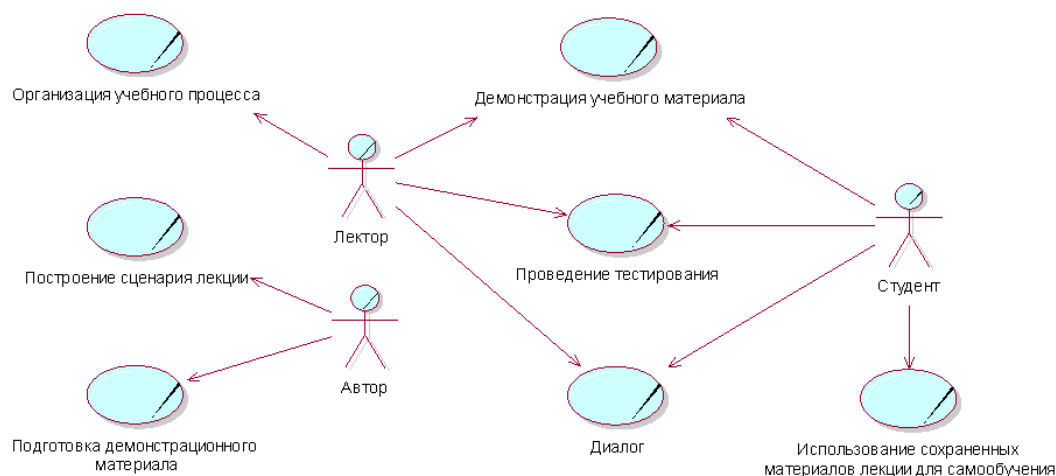 Организация учебного процесса
Демонстрация учебного материала
Лектор
Построение сценария лекции
Проведение тестирования
Студент
Автор
Подготовка демонстрационного
материала
Диалог
Использование сохраненных
материалов лекции для самообучения